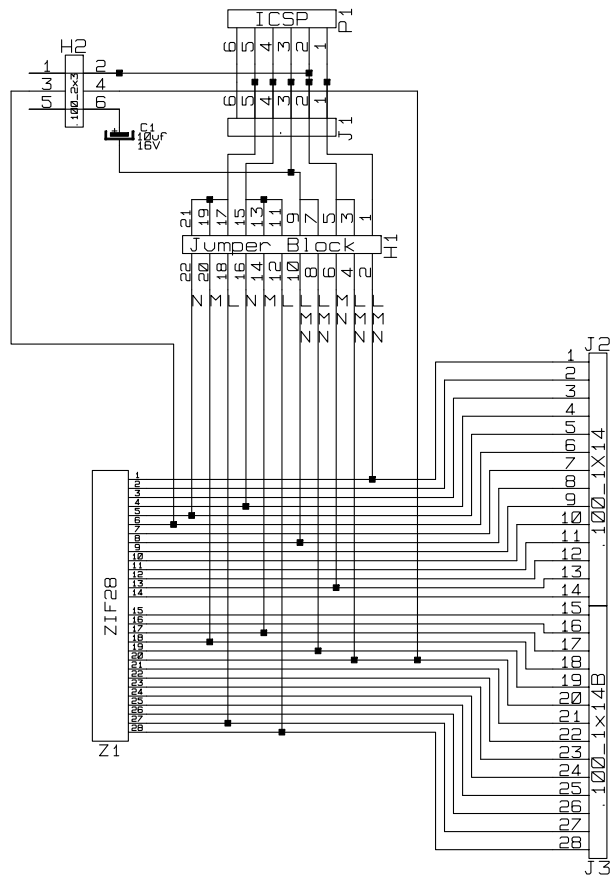 ICSP
P1
6 5 4 3 2 1
H2
1 2
3 4
5 6
.100_2x3
C1
10uf
16V
6 5 4 3 2 1
J1
21 19 17 15 13 11 9 7 5 3 1
Jumper Block
H1
22 20 18 16 14 12 10 8 6 4 2
N M L N M L L L M L L
M M N M M
N N N N
J2
1
2
3
4
5
6
7
8
9
10
11
12
13
14
.100_1X14
15
16
17
18
19
20
21
22
23
24
25
26
27
28
.100_1x14B
J3
ZIF28
1
2
3
4
5
6
7
8
9
10
11
12
13
14
15
16
17
18
19
20
21
22
23
24
25
26
27
28
Z1